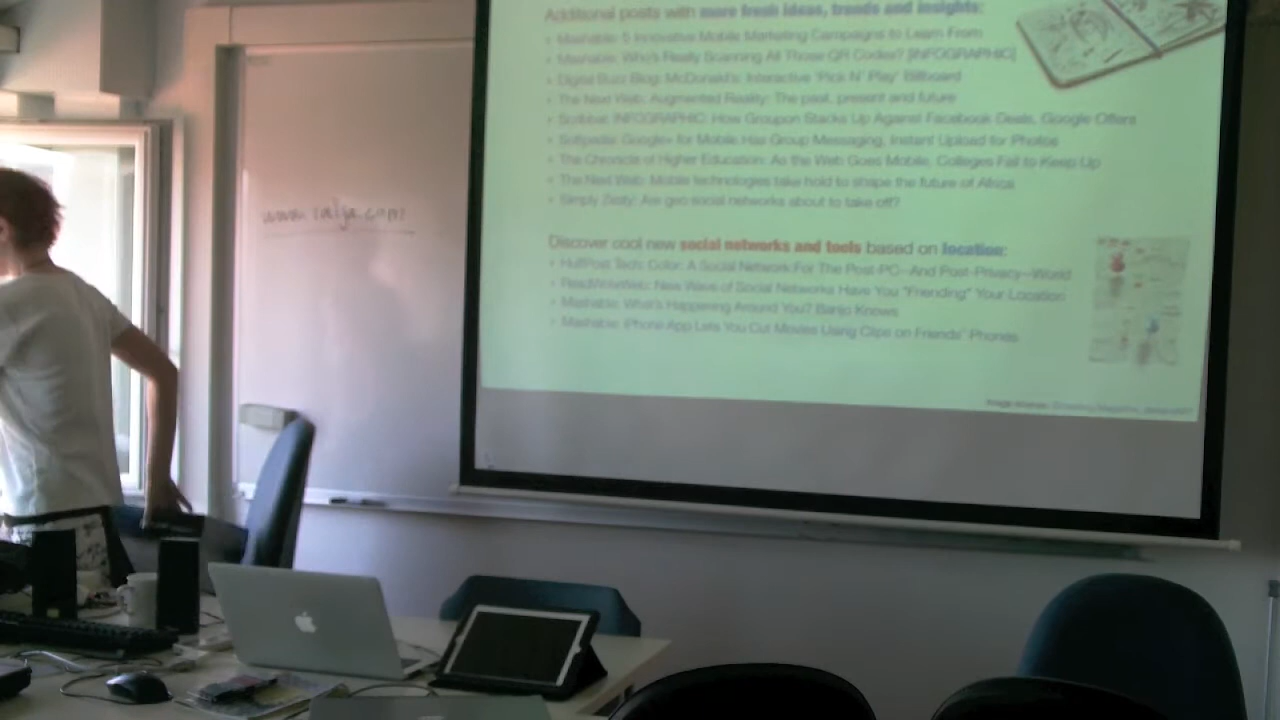 Additional posts with more fresh ideas, trends and insights:
Mashable: 5 Innovative Mobile Marketing Campaigns to Learn From
Mashable: Who's Really Scanning All Those QR Codes? [INFOGRAPHIC]
Digital Buzz Blog: McDonald's: Interactive 'Pick N' Play' Billboard
The Next Web: Augmented Reality: The past, present and future
Scribbal: INFOGRAPHIC: How Groupon Stacks Up Against Facebook Deals, Google Offers
Softpedia: Google+ for Mobile Has Group Messaging, Instant Upload for Photos
The Chronicle of Higher Education: As the Web Goes Mobile, Colleges Fail to Keep Up
The Next Web: Mobile technologies take hold to shape the future of Africa
Simply Zesty: Are geo social networks about to take off?
Discover cool new social networks and tools based on location:
HuffPost Tech: Color: A Social Network For The Post-PC--And Post-Privacy--World
ReadWriteWeb: New Wave of Social Networks Have You "Friending" Your Location
Mashable: What's Happening Around You? Banjo Knows
Mashable: iPhone App Lets You Cut Movies Using Clips on Friends' Phones